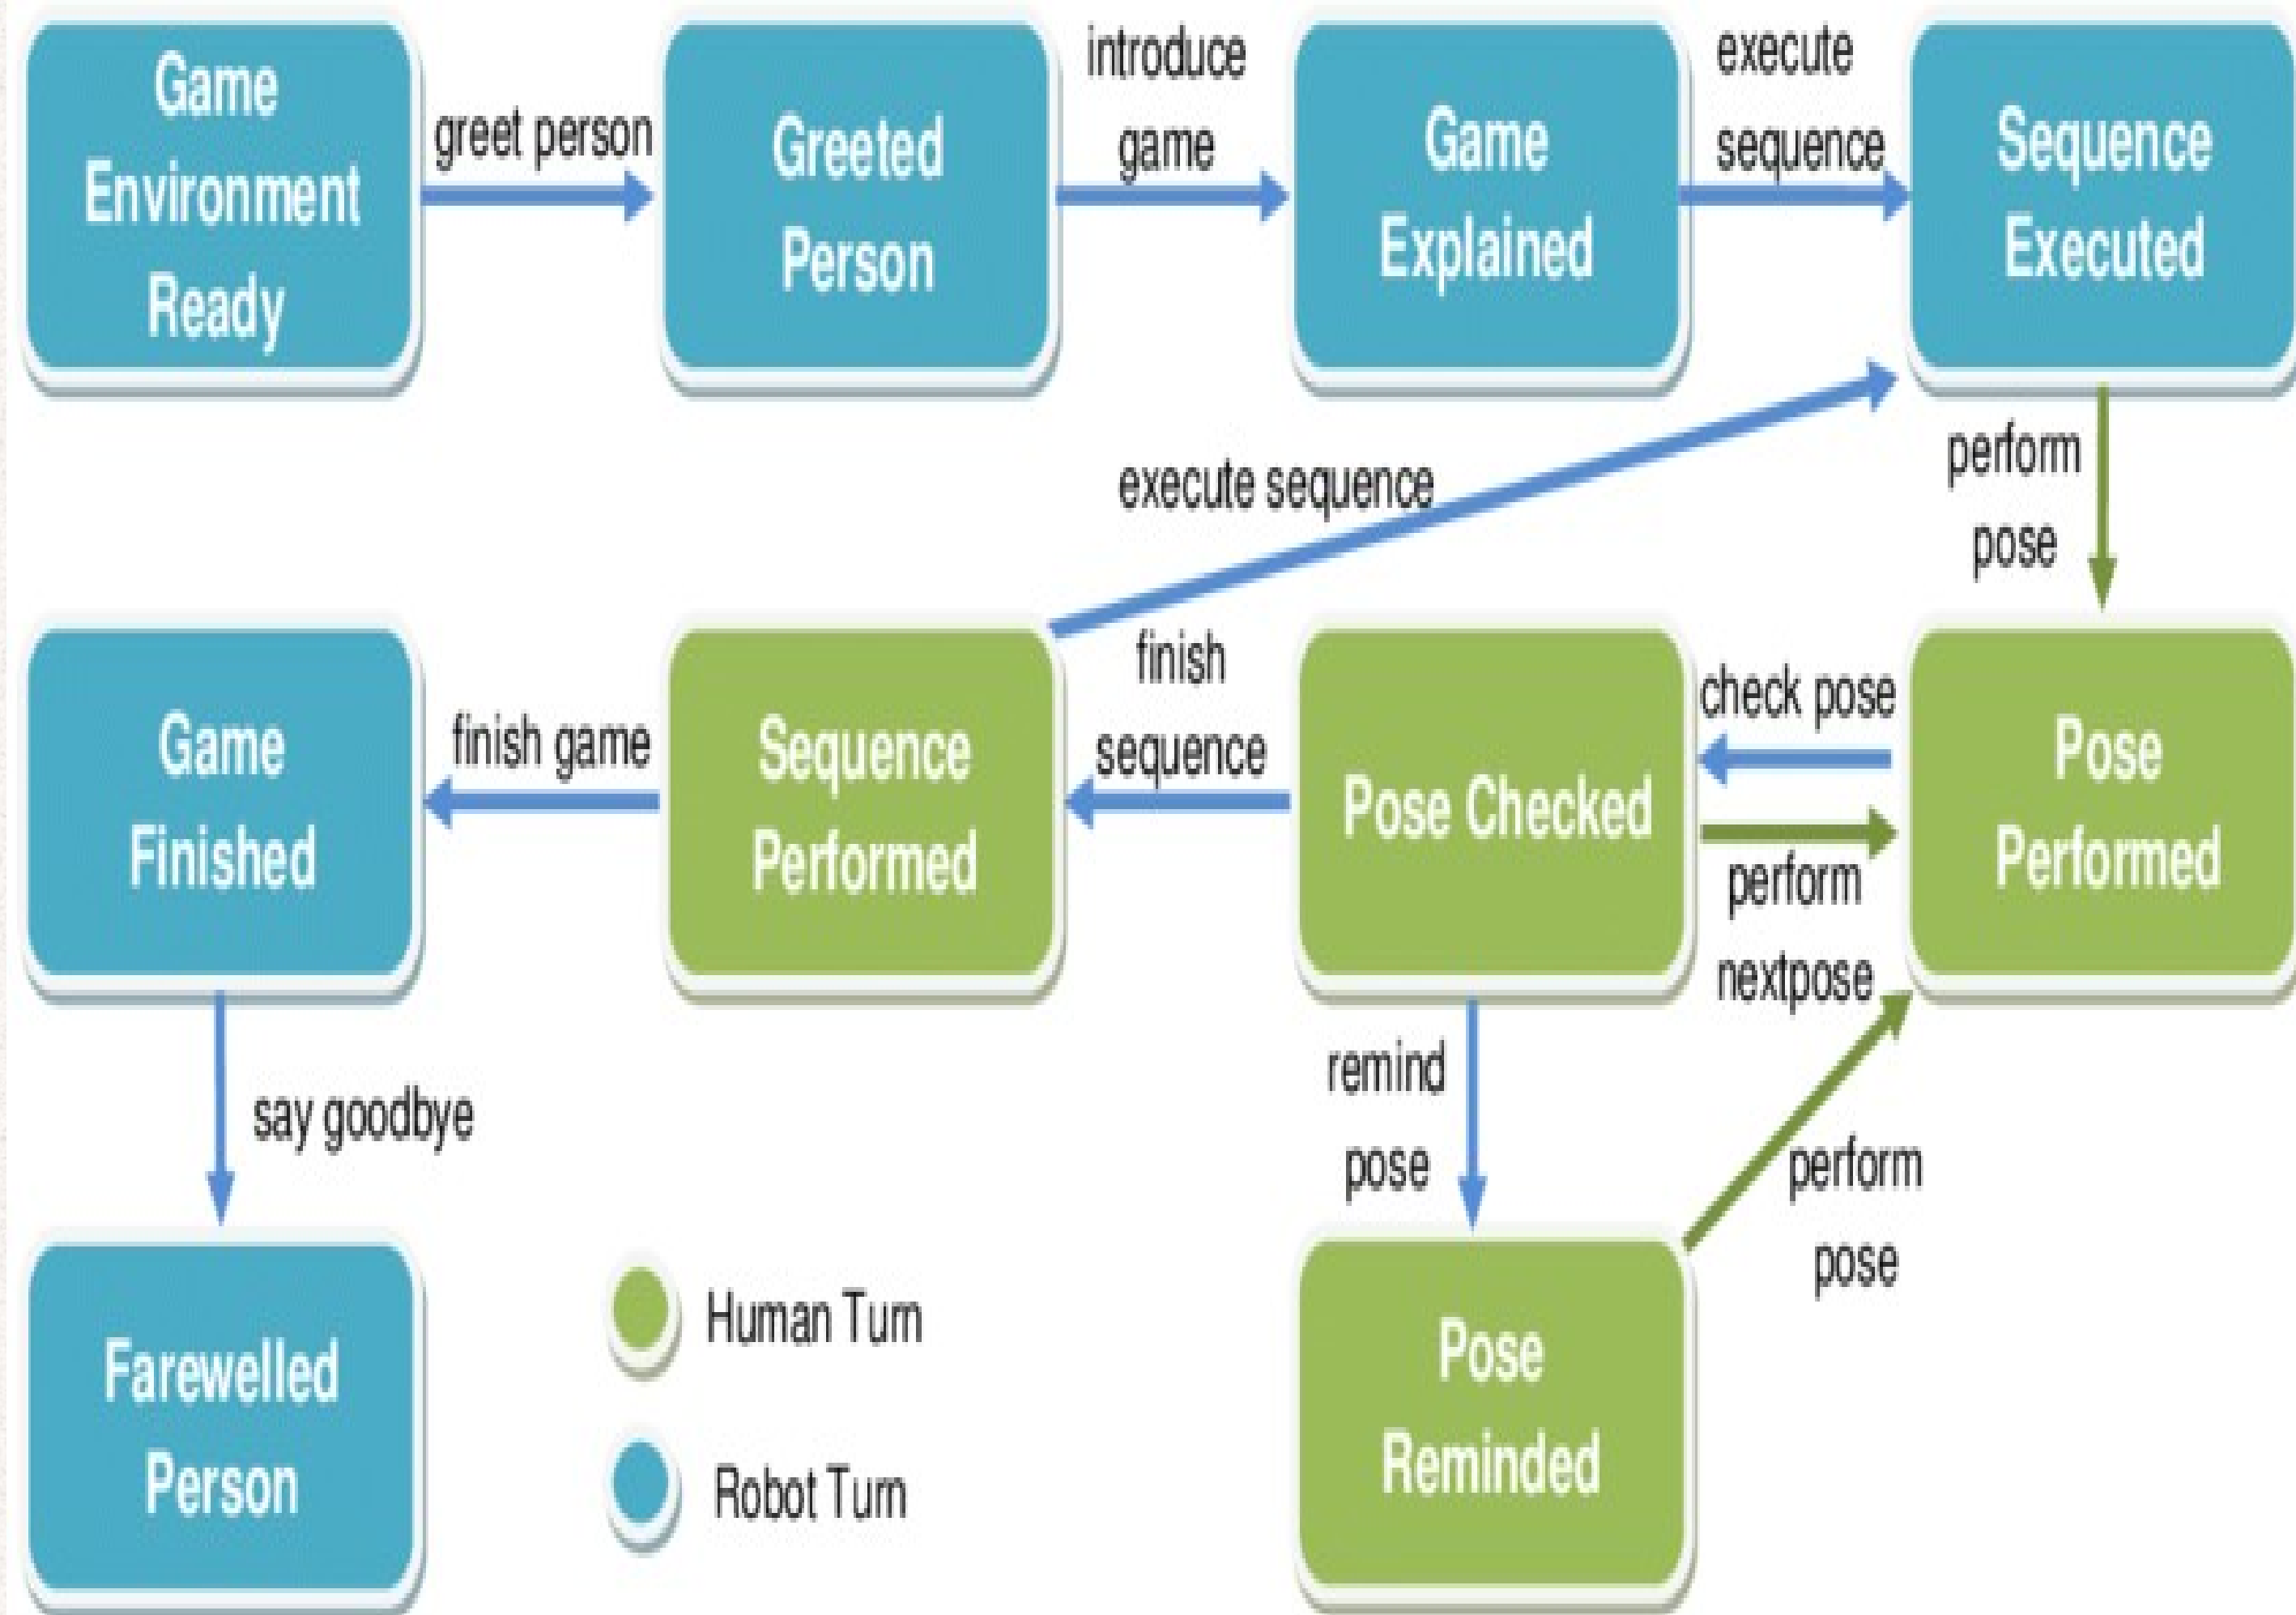 Game
Environment
Ready
greet person
Greeted
Person
introduce
game
Game
Explained
execute
sequence
Sequence
Executed
execute sequence
perform
pose
Game
Finished
finish game
Sequence
Performed
finish
sequence
Pose Checked
check pose
perform
nextpose
Pose
Performed
say goodbye
remind
pose
perform
pose
Farewelled
Person
Human Turn
Robot Turn
Pose
Reminded